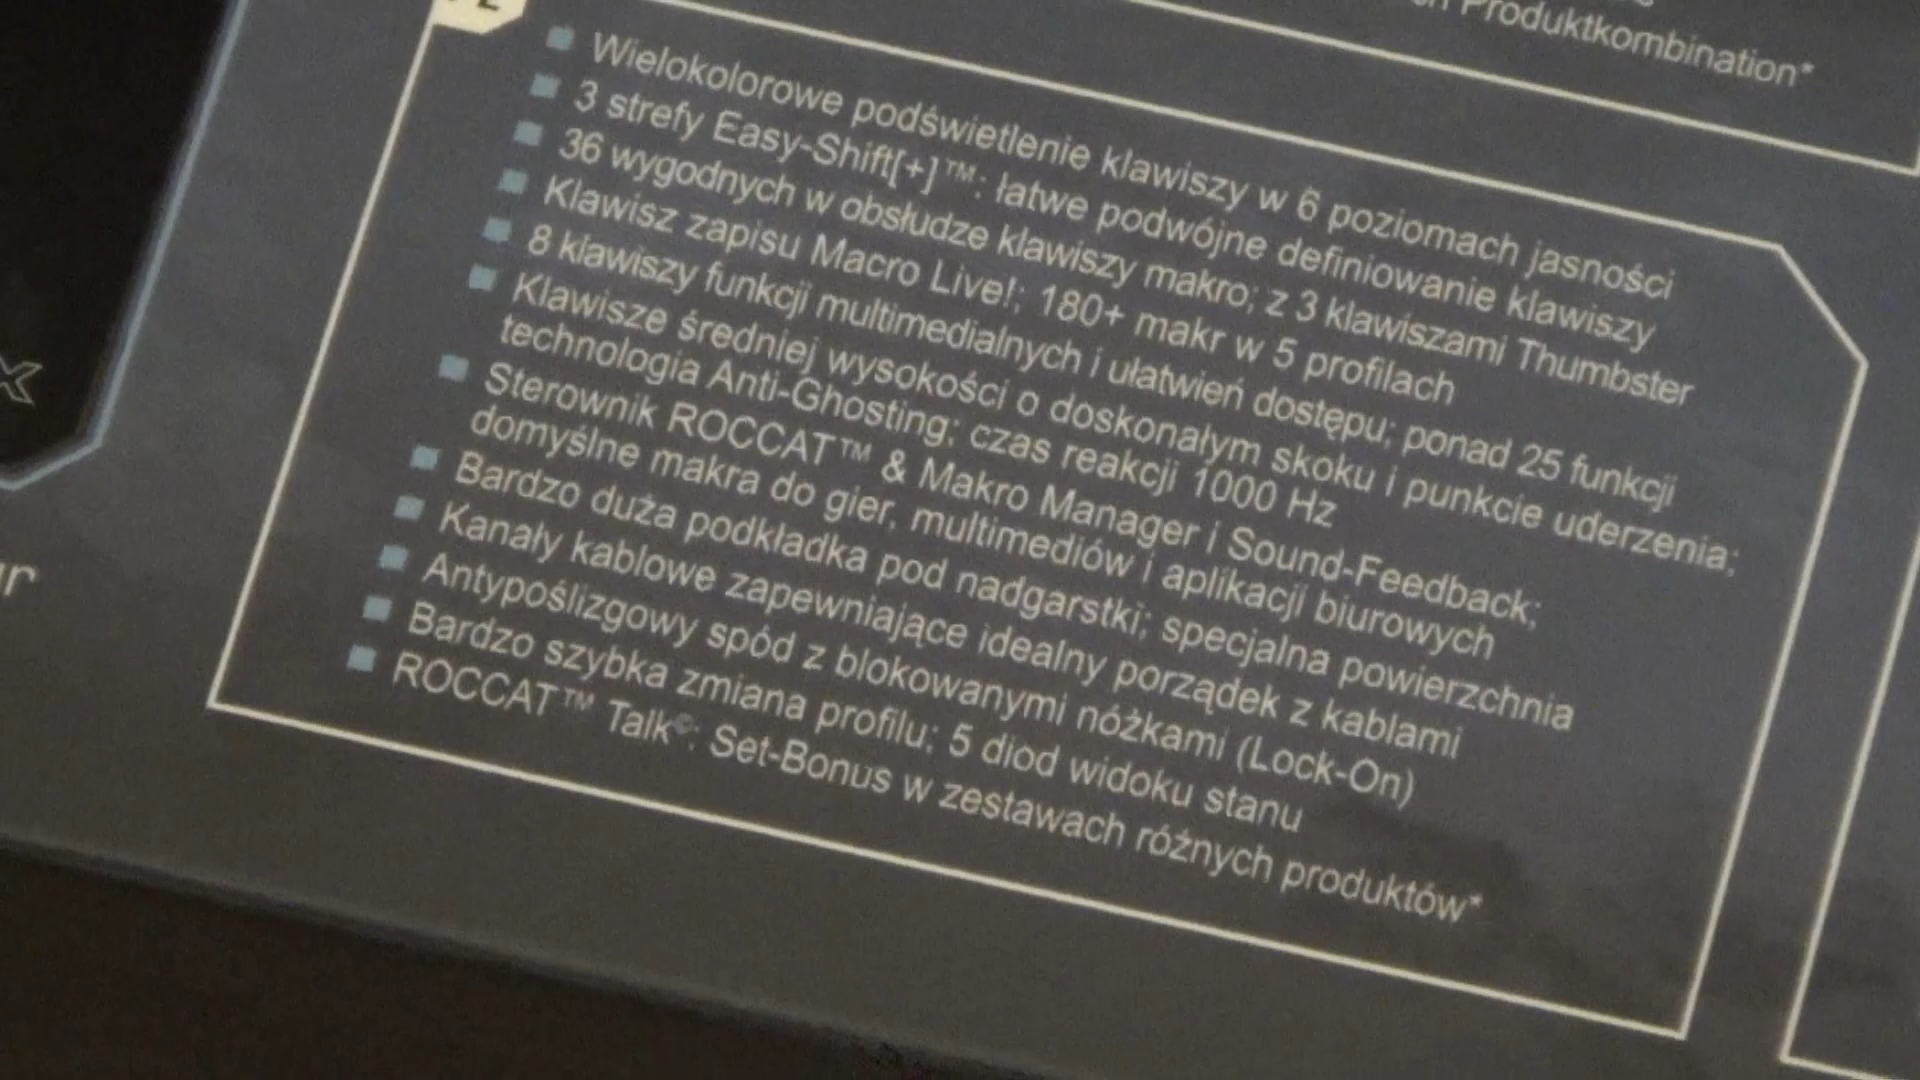 Produktkombination*
Wielokolorowe podświetlenie klawiszy w 6 poziomach jasności
3 strefy Easy-Shift[+]™: łatwe podwójne definiowanie klawiszy
36 wygodnych w obsłudze klawiszy makro; z 3 klawiszami Thumbster
Klawisz zapisu Macro Live!; 180+ makr w 5 profilach
8 klawiszy funkcji multimedialnych i ułatwień dostępu; ponad 25 funkcji
Klawisze średniej wysokości o doskonałym skoku i punkcie uderzenia;
technologia Anti-Ghosting; czas reakcji 1000 Hz
Sterownik ROCCAT™ & Makro Manager i Sound-Feedback;
domyślne makra do gier, multimediów i aplikacji biurowych
Bardzo duża podkładka pod nadgarstki; specjalna powierzchnia
Kanały kablowe zapewniające idealny porządek z kablami
Antypoślizgowy spód z blokowanymi nóżkami (Lock-On)
Bardzo szybka zmiana profilu; 5 diod widoku stanu
ROCCAT™ Talk©: Set-Bonus w zestawach różnych produktów*